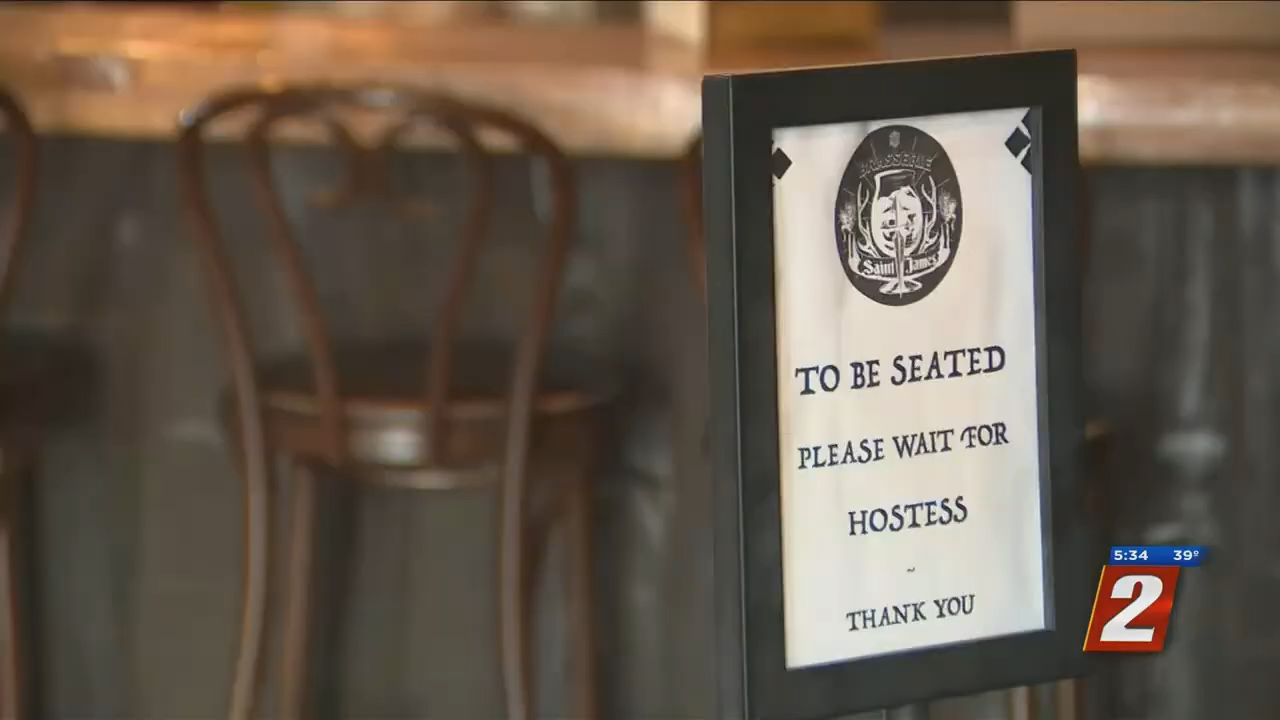 BRASSERIE
Saint James
TO BE SEATED
PLEASE WAIT FOR
HOSTESS
~
THANK YOU
5:34 39°
2